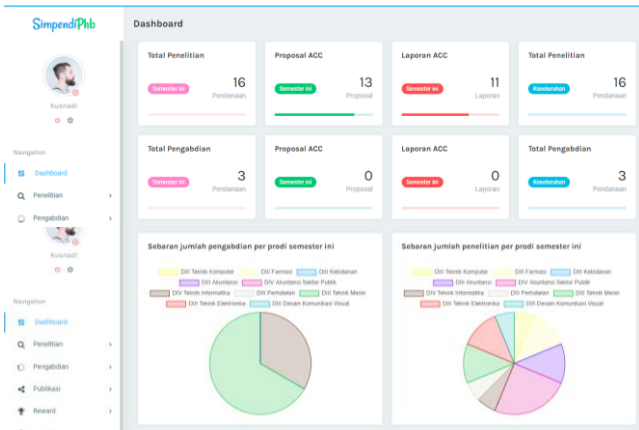 SimpendiPhb
Kusnadi
Navigation
Dashboard
Penelitian
Pengabdian
Kusnadi
Navigation
Dashboard
Penelitian
Pengabdian
Publikasi
Reward
Dashboard
Total Penelitian
Semester ini
16
Pendanaan
Proposal ACC
Semester ini
13
Proposal
Laporan ACC
Semester ini
11
Laporan
Total Penelitian
Keseluruhan
16
Pendanaan
Total Pengabdian
Semester ini
3
Pendanaan
Proposal ACC
Semester ini
0
Proposal
Laporan ACC
Semester ini
0
Laporan
Total Pengabdian
Keseluruhan
3
Pendanaan
Sebaran jumlah pengabdian per prodi semester ini
DIII Teknik Komputer DIII Farmasi DIII Kebidanan
DIII Akuntansi DIV Akuntansi Sektor Publik
DIV Teknik Informatika DIII Perhotelan DIII Teknik Mesin
DIII Teknik Elektronika DIII Desain Komunikasi Visual
Sebaran jumlah penelitian per prodi semester ini
DIII Teknik Komputer DIII Farmasi DIII Kebidanan
DIII Akuntansi DIV Akuntansi Sektor Publik
DIV Teknik Informatika DIII Perhotelan DIII Teknik Mesin
DIII Teknik Elektronika DIII Desain Komunikasi Visual